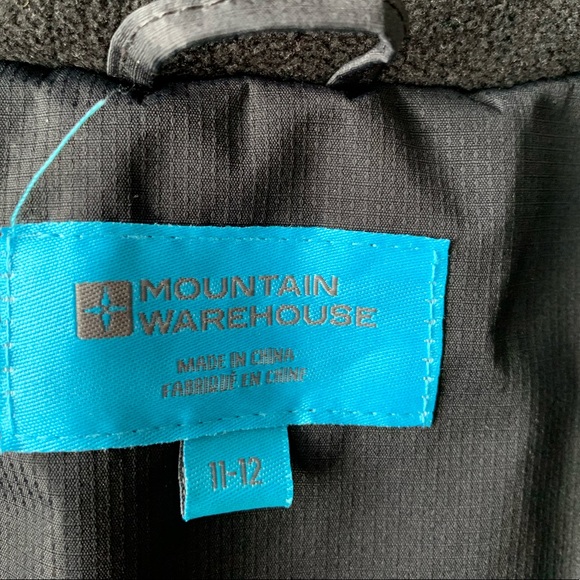 MOUNTAIN
WAREHOUSE
MADE IN CHINA
FABRIQUÉ EN CHINE
11-12